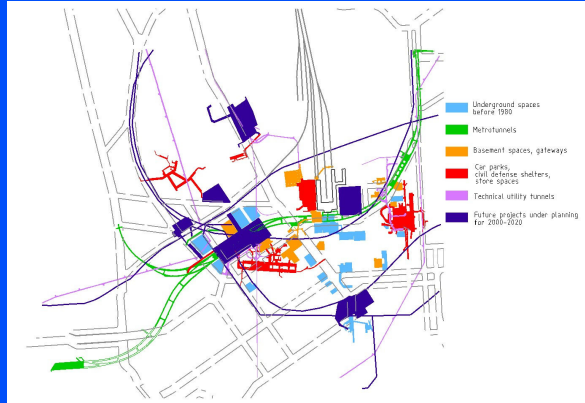 Underground spaces
before 1980
Metrotunnels
Basement spaces, gateways
Car parks,
civil defense shelters,
store spaces
Technical utility tunnels
Future projects under planning
for 2000-2020